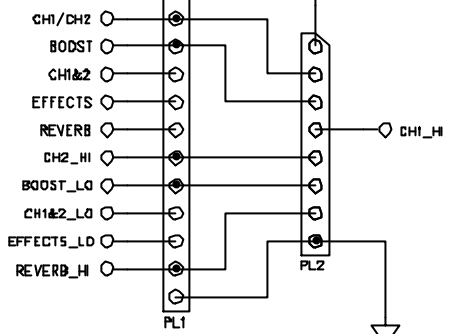 CH1/CH2
BOOST
CH1&2
EFFECTS
REVERB
CH1_HI
CH2_HI
BOOST_LO
CH1&2_LO
EFFECTS_LO
REVERB_HI
PL2
PL1